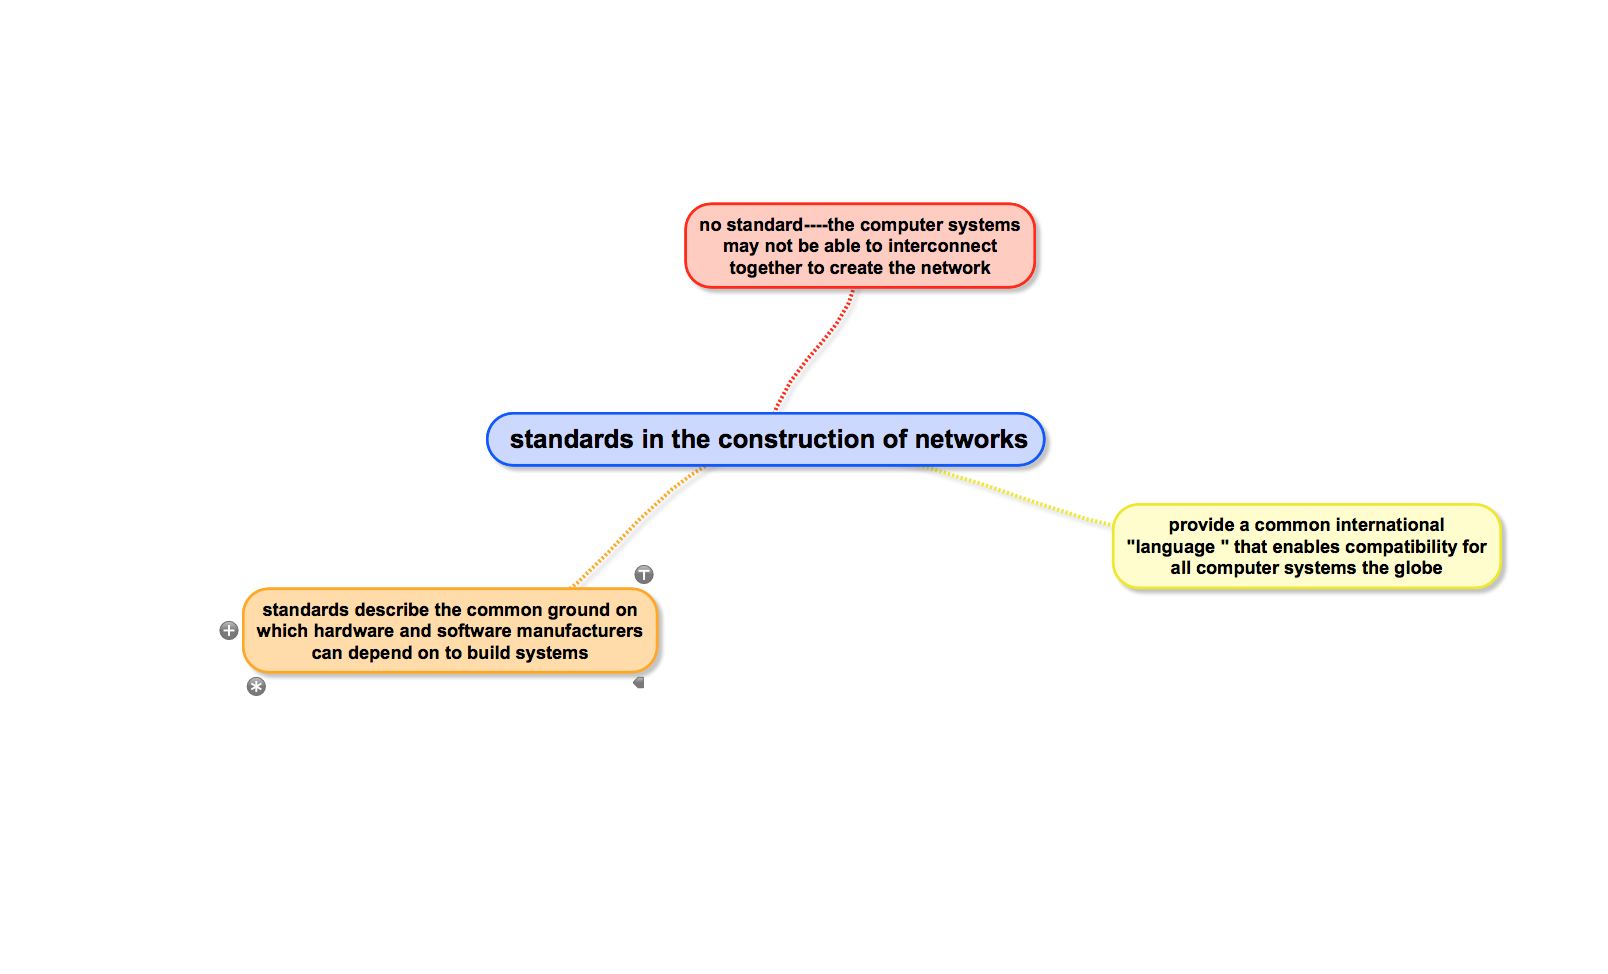 no standard----the computer systems
may not be able to interconnect
together to create the network
standards in the construction of networks
provide a common international
"language " that enables compatibility for
all computer systems the globe
standards describe the common ground on
which hardware and software manufacturers
can depend on to build systems